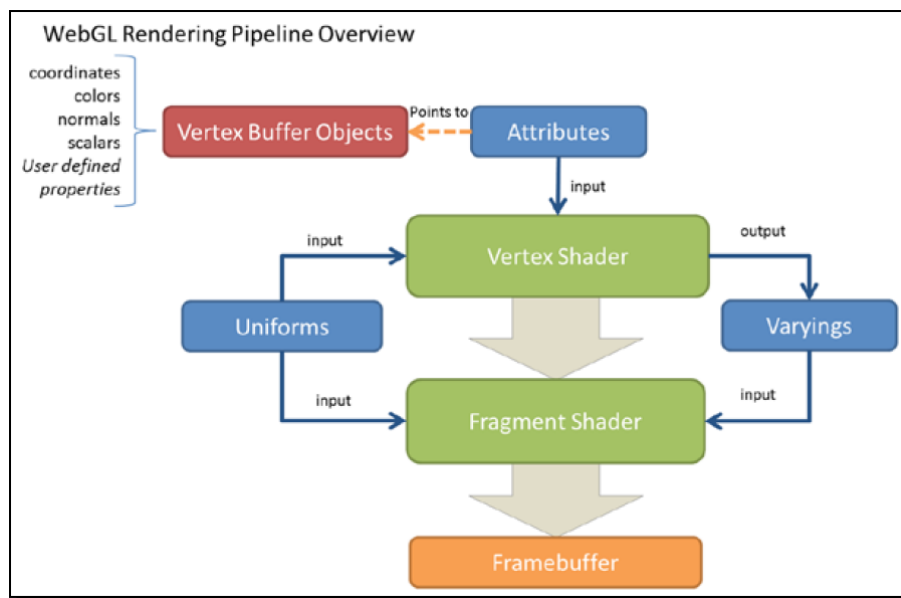 WebGL Rendering Pipeline Overview
coordinates
colors
normals
scalars
User defined
properties
Vertex Buffer Objects
Points to
Attributes
input
input
Vertex Shader
output
Uniforms
Varyings
input
Fragment Shader
input
Framebuffer